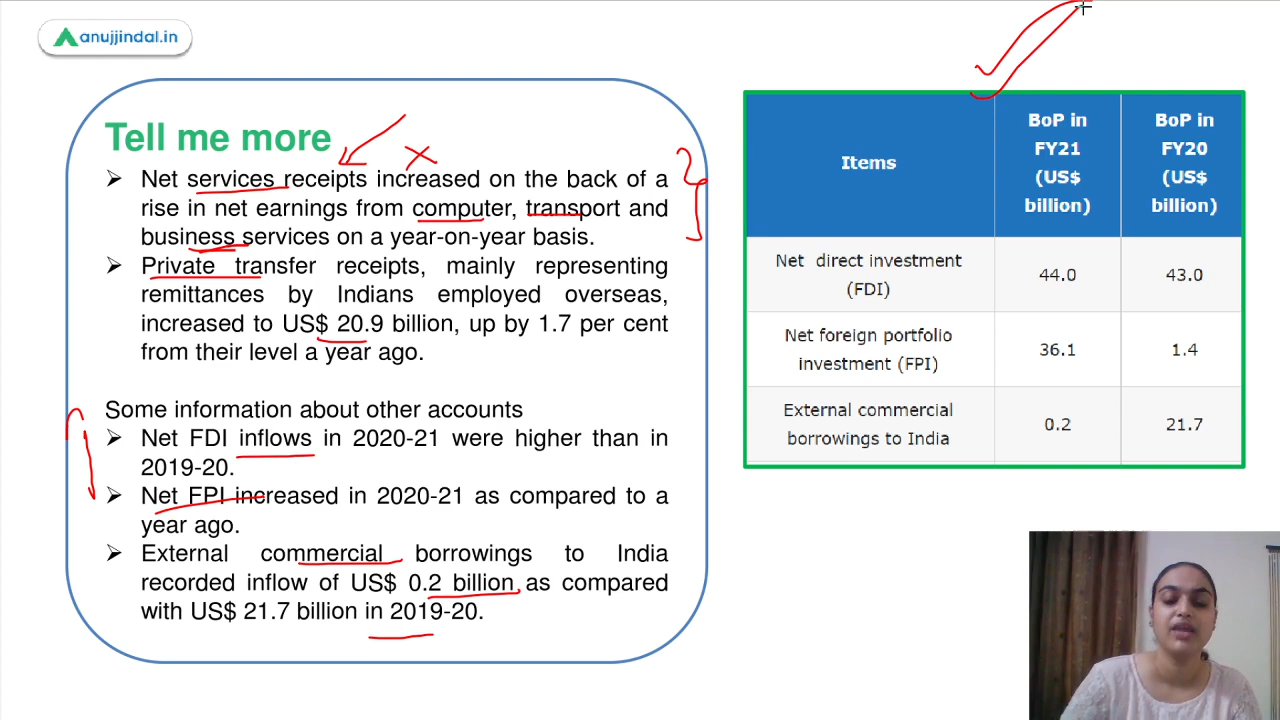 anujjindal.in
Tell me more
➢ Net services receipts increased on the back of a
rise in net earnings from computer, transport and
business services on a year-on-year basis.
➢ Private transfer receipts, mainly representing
remittances by Indians employed overseas,
increased to US$ 20.9 billion, up by 1.7 per cent
from their level a year ago.
Some information about other accounts
➢ Net FDI inflows in 2020-21 were higher than in
2019-20.
➢ Net FPI increased in 2020-21 as compared to a
year ago.
➢ External commercial borrowings to India
recorded inflow of US$ 0.2 billion as compared
with US$ 21.7 billion in 2019-20.
Items
BoP in
FY21
(US$
billion)
BoP in
FY20
(US$
billion)
Net direct investment
(FDI)
44.0
43.0
Net foreign portfolio
investment (FPI)
36.1
1.4
External commercial
borrowings to India
0.2
21.7